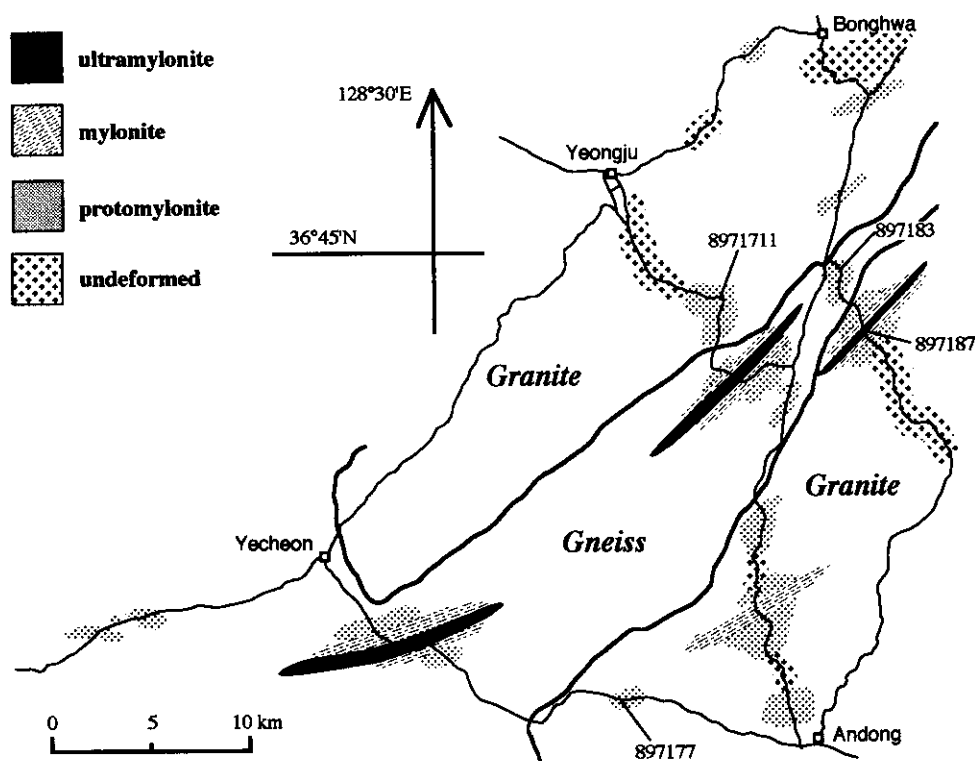 Bonghwa
ultramylonite
128°30'E
mylonite
Yeongju
protomylonite
36°45'N
8971711
897183
undeformed
897187
Granite
Granite
Yecheon
Gneiss
0 5 10 km
Andong
897177